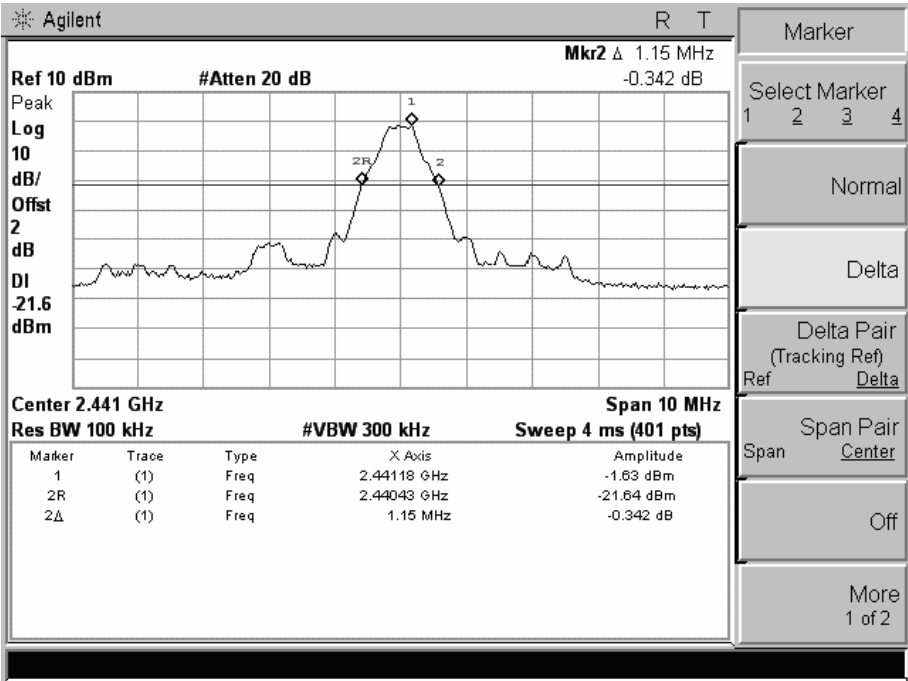 Agilent R T
Mkr2 Δ 1.15 MHz
Ref 10 dBm #Atten 20 dB -0.342 dB
Peak
Log
10
dB/
Offst
2
dB
DI
-21.6
dBm
1
2R
2
Center 2.441 GHz Span 10 MHz
Res BW 100 kHz #VBW 300 kHz Sweep 4 ms (401 pts)
Marker Trace Type X Axis Amplitude
1 (1) Freq 2.44118 GHz -1.63 dBm
2R (1) Freq 2.44043 GHz -21.64 dBm
2Δ (1) Freq 1.15 MHz -0.342 dB
Marker
Select Marker
1 2 3 4
Normal
Delta
Delta Pair
(Tracking Ref)
Ref Delta
Span Pair
Span Center
Off
More
1 of 2